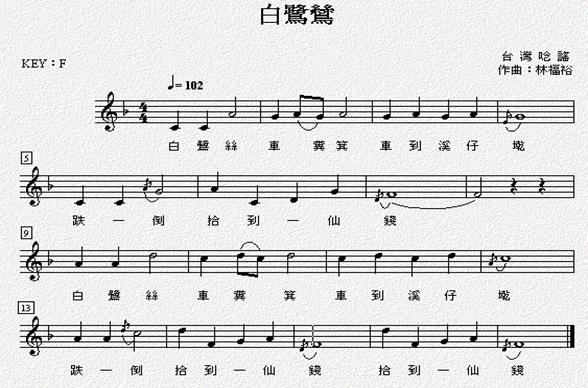 白鷺鷥
台灣唸謠
KEY：F
作曲：林福裕
= 102
4
4
白鷺絲車糞箕車到溪仔墘
5
跌一倒拾到一仙錢
9
白鷺絲車糞箕車到溪仔墘
13
跌一倒拾到一仙錢拾到一仙錢